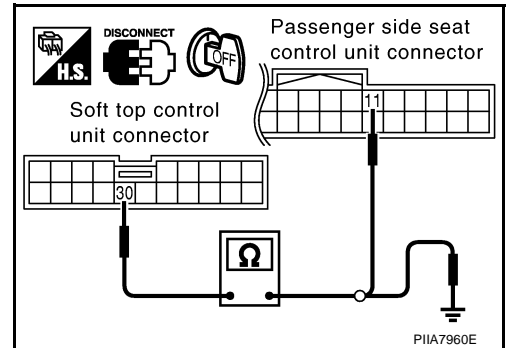 DISCONNECT
H.S.
OFF
Passenger side seat
control unit connector
11
Soft top control
unit connector
30
Ω
PIIA7960E